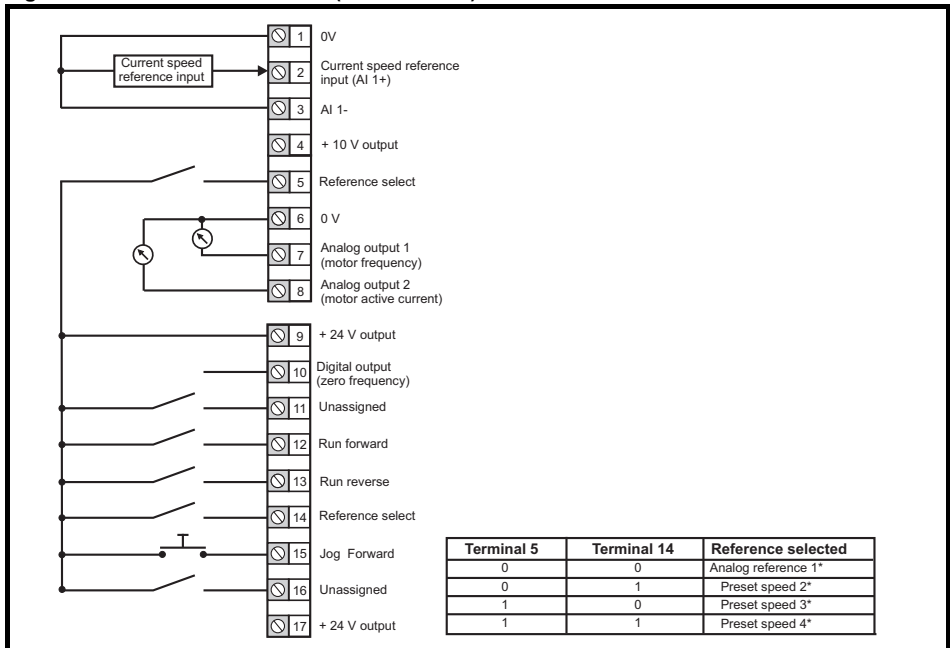 1 0V
Current speed
reference input
2 Current speed reference
input (AI 1+)
3 AI 1-
4 + 10 V output
5 Reference select
6 0 V
7 Analog output 1
(motor frequency)
8 Analog output 2
(motor active current)
9 + 24 V output
10 Digital output
(zero frequency)
11 Unassigned
12 Run forward
13 Run reverse
14 Reference select
15 Jog Forward
16 Unassigned
17 + 24 V output
Terminal 5 Terminal 14 Reference selected
0 0 Analog reference 1*
0 1 Preset speed 2*
1 0 Preset speed 3*
1 1 Preset speed 4*